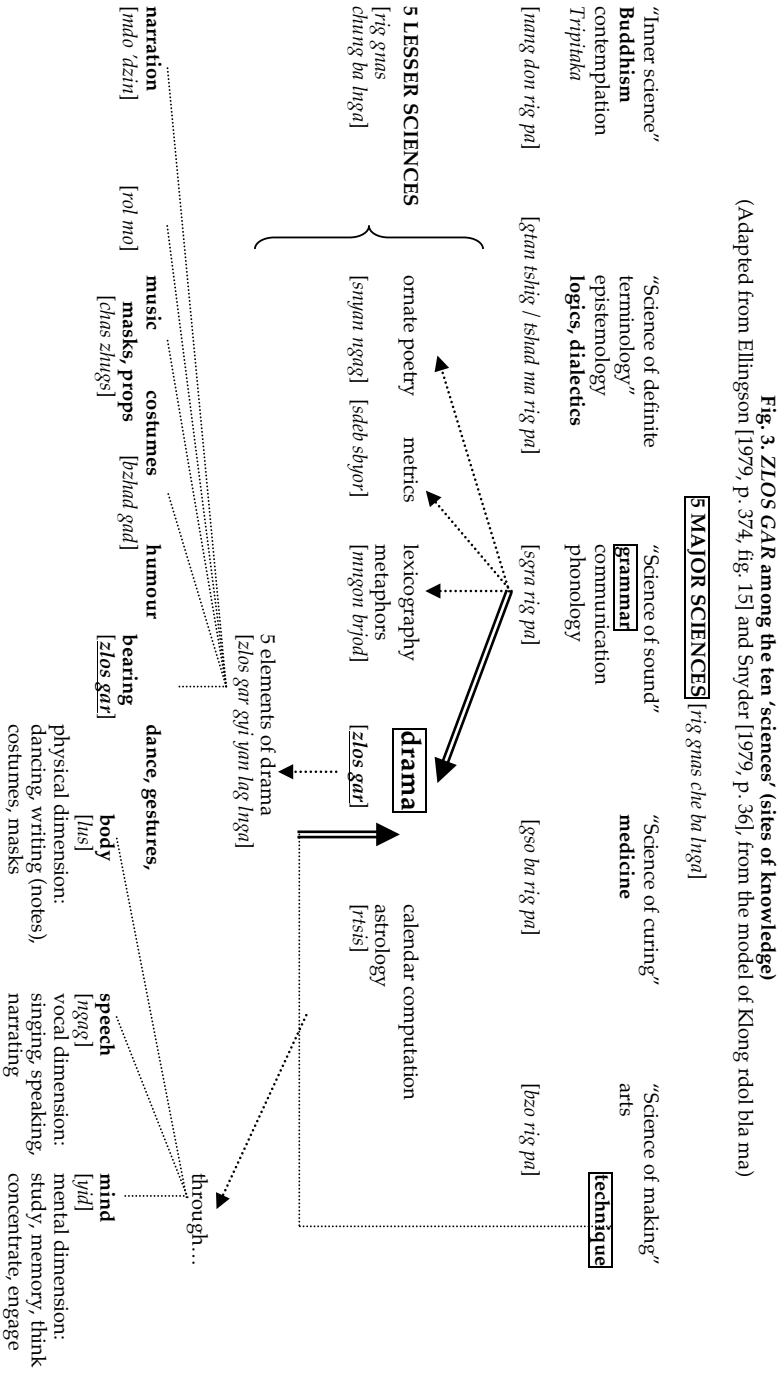 Fig. 3. ZLOS GAR among the ten ‘sciences’ (sites of knowledge)
(Adapted from Ellingson [1979, p. 374, fig. 15] and Snyder [1979, p. 36], from the model of Klong rdol bla ma)
5 MAJOR SCIENCES [rig gnas che ba lnga]
“Inner science”
Buddhism
contemplation
Tripitaka
[nang don rig pa]
“Science of definite
terminology”
epistemology
logics, dialectics
[gtan tshig / tshad ma rig pa]
“Science of sound”
grammar
communication
phonology
[sgra rig pa]
“Science of curing”
medicine
[gso ba rig pa]
“Science of making”
arts
technique
[bzo rig pa]
5 LESSER SCIENCES
[rig gnas
chung ba lnga]
ornate poetry
[snyan ngag]
metrics
[sdeb sbyor]
lexicography
metaphors
[mngon brjod]
drama
[zlos gar]
calendar computation
astrology
[rtsis]
5 elements of drama
[zlos gar gyi yan lag lnga]
through…
narration
[mdo ’dzin]
music
[rol mo]
costumes
masks, props
[chas zhugs]
humour
[bzhad gad]
dance, gestures,
bearing
[zlos gar]
body
[lus]
physical dimension:
dancing, writing (notes),
costumes, masks
speech
[ngag]
vocal dimension:
singing, speaking,
narrating
mind
[yid]
mental dimension:
study, memory, think
concentrate, engage